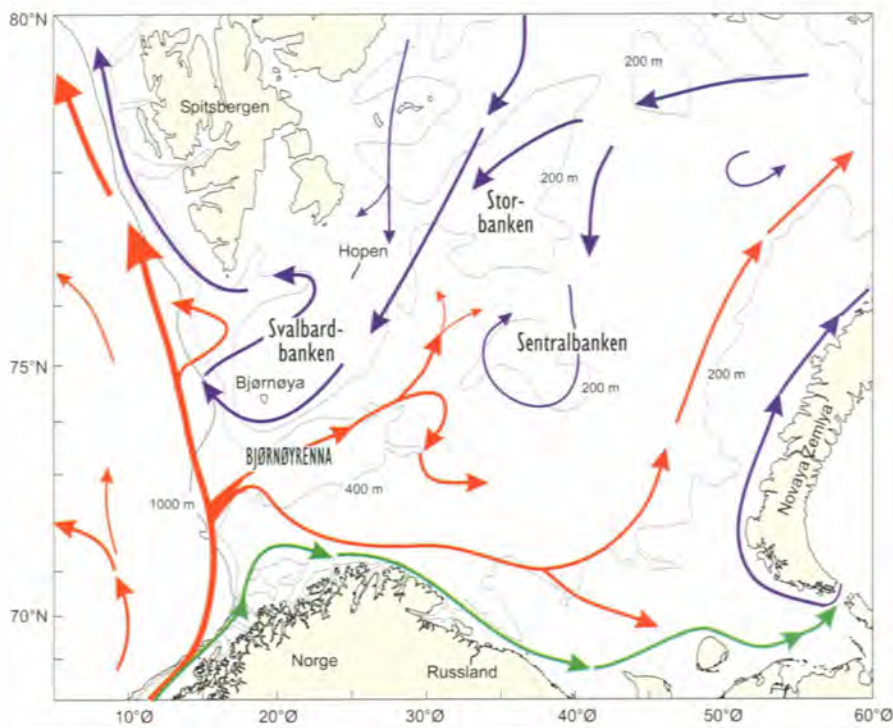 80°N
200 m
Spitsbergen
200 m
Stor-
banken
Hopen
Svalbard-
banken
Sentralbanken
75°N
200 m
200 m
Bjørnøya
BJØRNØYRENNA
Novaya Zemlya
1000 m
400 m
70°N
Norge
Russland
10°Ø
20°Ø
30°Ø
40°Ø
50°Ø
60°Ø